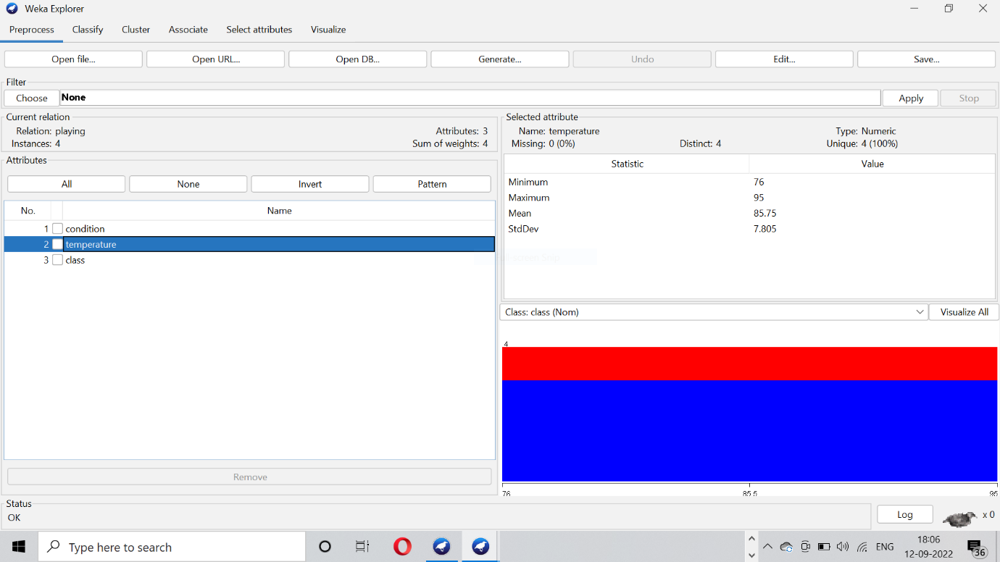 Weka Explorer
Preprocess Classify Cluster Associate Select attributes Visualize
Open file... Open URL... Open DB... Generate... Undo Edit... Save...
Filter
Choose None Apply Stop
Current relation
Relation: playing Attributes: 3
Instances: 4 Sum of weights: 4
Attributes
All None Invert Pattern
No. Name
1 condition
2 temperature
3 class
Remove
Selected attribute
Name: temperature Type: Numeric
Missing: 0 (0%) Distinct: 4 Unique: 4 (100%)
Statistic Value
Minimum 76
Maximum 95
Mean 85.75
StdDev 7.805
Class: class (Nom) Visualize All
4
76 85.5 95
Status
OK
Log x 0
Type here to search
ENG 18:06
12-09-2022
36